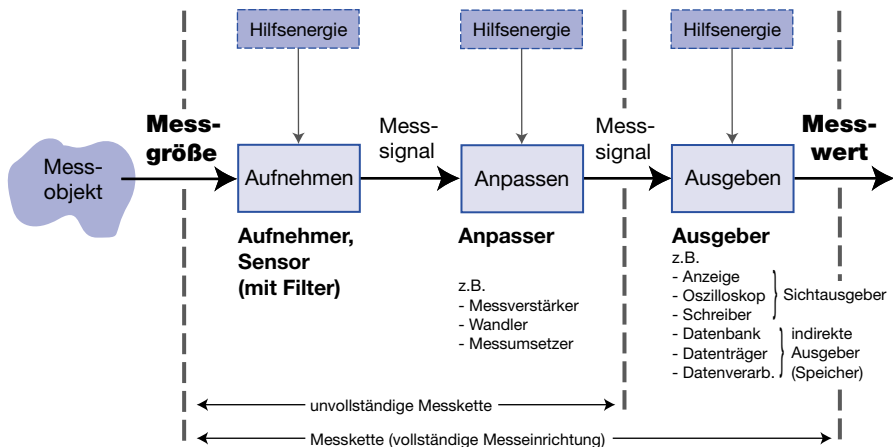 Hilfsenergie
Hilfsenergie
Hilfsenergie
Mess-
objekt
Mess-
größe
Aufnehmen
Mess-
signal
Anpassen
Mess-
signal
Ausgeben
Mess-
wert
Aufnehmer,
Sensor
(mit Filter)
Anpasser
z.B.
- Messverstärker
- Wandler
- Messumsetzer
Ausgeber
z.B.
- Anzeige
- Oszilloskop
- Schreiber
Sichtausgeber
- Datenbank
- Datenträger
- Datenverarb.
indirekte
Ausgeber
(Speicher)
unvollständige Messkette
Messkette (vollständige Messeinrichtung)